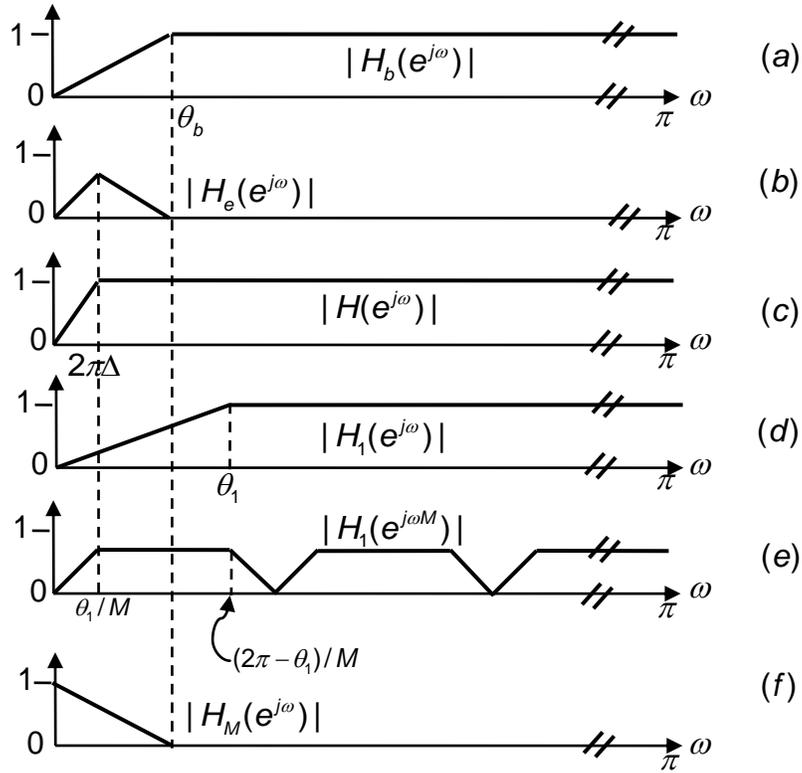 1
|H_b(e^{jω})|
(a)
0
θ_b
π
ω
1
|H_e(e^{jω})|
(b)
0
π
ω
1
|H(e^{jω})|
(c)
0
2πΔ
π
ω
1
|H_1(e^{jω})|
(d)
0
θ_1
π
ω
1
|H_1(e^{jωM})|
(e)
0
θ_1/M
π
ω
(2π−θ_1)/M
1
|H_M(e^{jω})|
(f)
0
π
ω